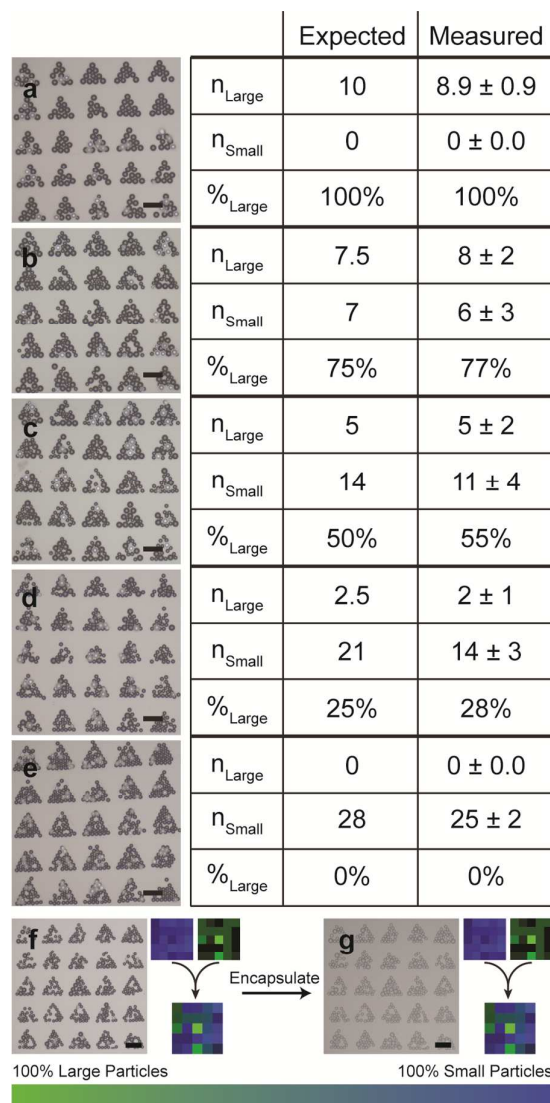 Expected Measured
a
n_Large 10 8.9 ± 0.9
n_Small 0 0 ± 0.0
%_Large 100% 100%
b
n_Large 7.5 8 ± 2
n_Small 7 6 ± 3
%_Large 75% 77%
c
n_Large 5 5 ± 2
n_Small 14 11 ± 4
%_Large 50% 55%
d
n_Large 2.5 2 ± 1
n_Small 21 14 ± 3
%_Large 25% 28%
e
n_Large 0 0 ± 0.0
n_Small 28 25 ± 2
%_Large 0% 0%
f g
Encapsulate
100% Large Particles 100% Small Particles